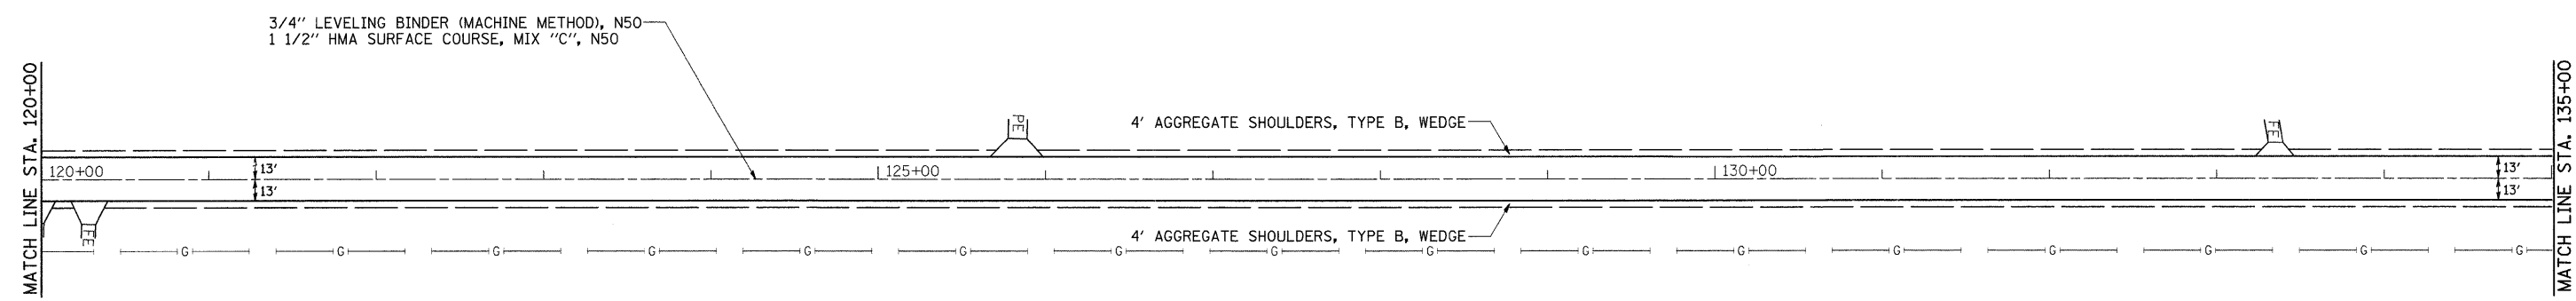 3/4" LEVELING BINDER (MACHINE METHOD), N50
1 1/2" HMA SURFACE COURSE, MIX "C", N50
MATCH LINE STA. 120+00
MATCH LINE STA. 135+00
PE
4' AGGREGATE SHOULDERS, TYPE B, WEDGE
FE
120+00
13'
125+00
130+00
13'
13'
13'
FE
4' AGGREGATE SHOULDERS, TYPE B, WEDGE
G G G G G G G G G G G G G G G G